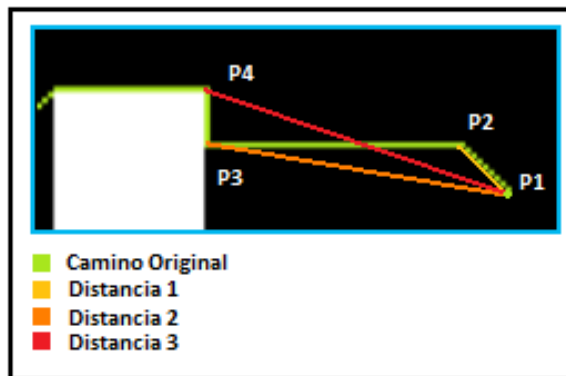 P4
P2
P3
P1
Camino Original
Distancia 1
Distancia 2
Distancia 3